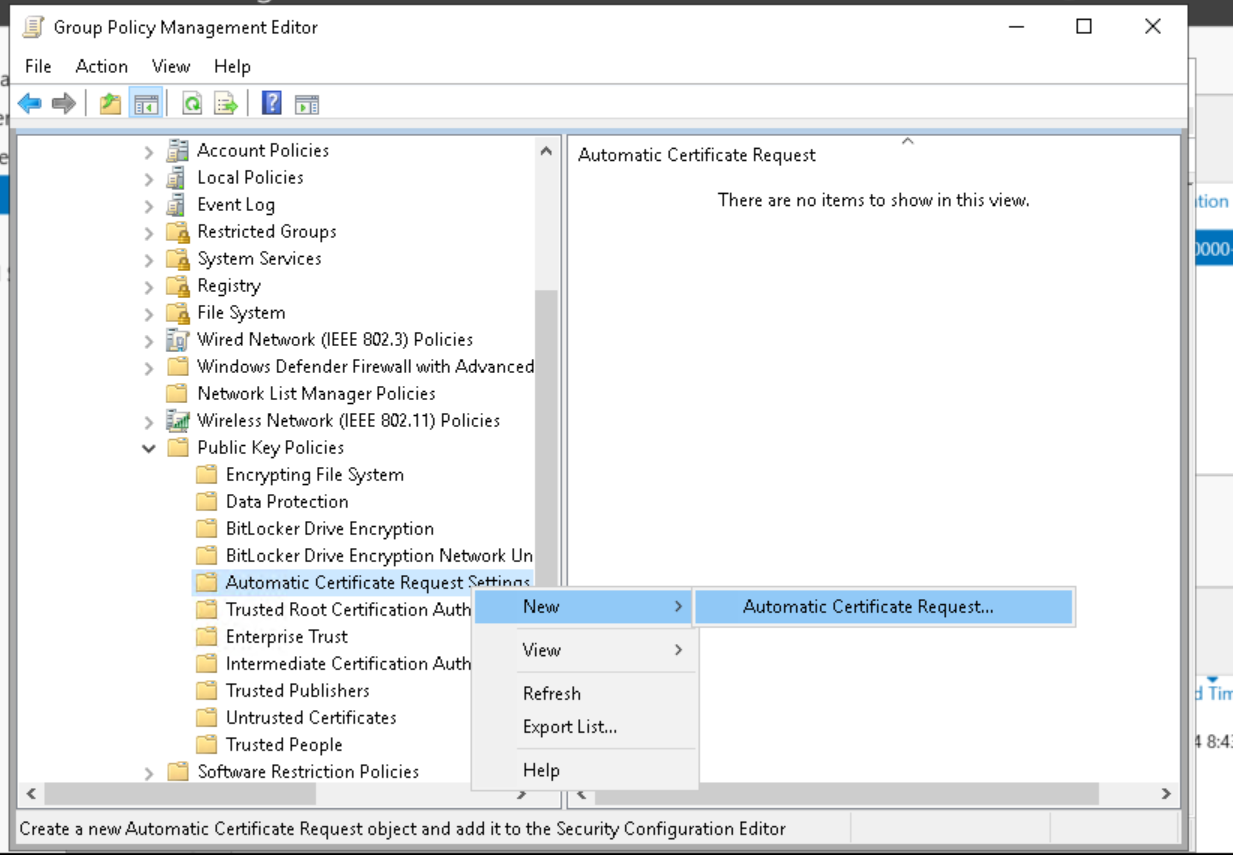 Group Policy Management Editor
File Action View Help
Account Policies
Local Policies
Event Log
Restricted Groups
System Services
Registry
File System
Wired Network (IEEE 802.3) Policies
Windows Defender Firewall with Advanced
Network List Manager Policies
Wireless Network (IEEE 802.11) Policies
Public Key Policies
Encrypting File System
Data Protection
BitLocker Drive Encryption
BitLocker Drive Encryption Network Un
Automatic Certificate Request Settings
Trusted Root Certification Auth
Enterprise Trust
Intermediate Certification Auth
Trusted Publishers
Untrusted Certificates
Trusted People
Software Restriction Policies
Automatic Certificate Request
There are no items to show in this view.
New
Automatic Certificate Request...
View
Refresh
Export List...
Help
Create a new Automatic Certificate Request object and add it to the Security Configuration Editor